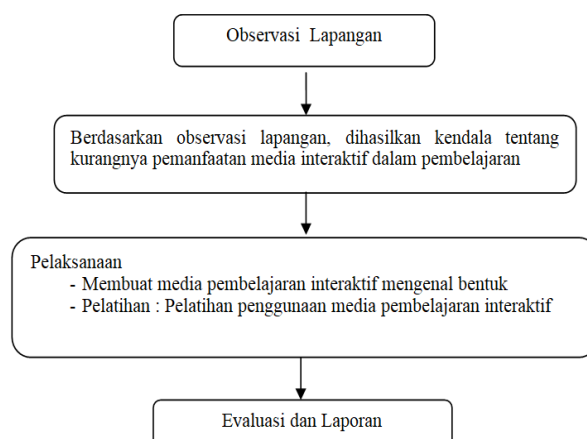 Observasi Lapangan
Berdasarkan observasi lapangan, dihasilkan kendala tentang
kurangnya pemanfaatan media interaktif dalam pembelajaran
Pelaksanaan
- Membuat media pembelajaran interaktif mengenal bentuk
- Pelatihan : Pelatihan penggunaan media pembelajaran interaktif
Evaluasi dan Laporan